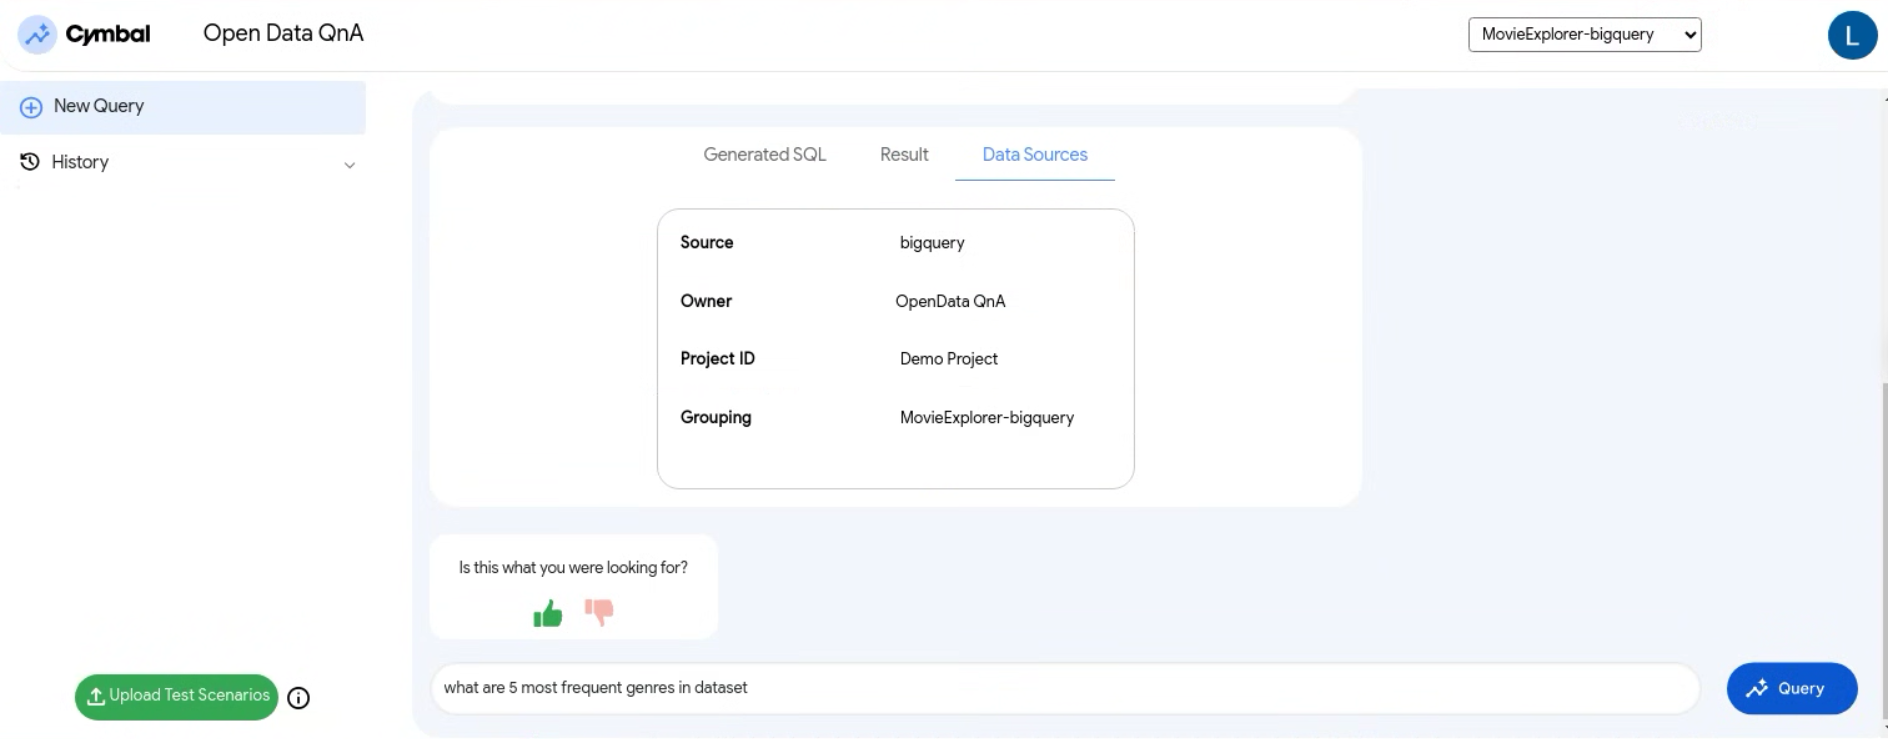 Cymbal Open Data QnA MovieExplorer-bigquery L
New Query
History
Generated SQL Result Data Sources
Source bigquery
Owner OpenData QnA
Project ID Demo Project
Grouping MovieExplorer-bigquery
Is this what you were looking for?
what are 5 most frequent genres in dataset
Query
Upload Test Scenarios